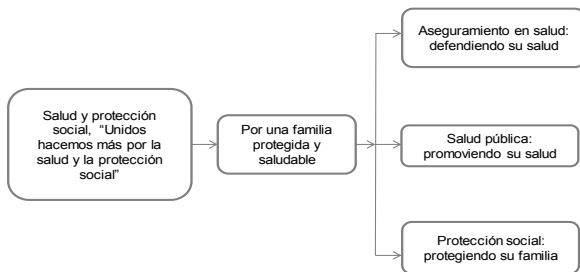 Salud y protección
social, “Unidos
hacemos más por la
salud y la protección
social”
Por una familia
protegida y
saludable
Aseguramiento en salud:
defendiendo su salud
Salud pública:
promoviendo su salud
Protección social:
protegiendo su familia